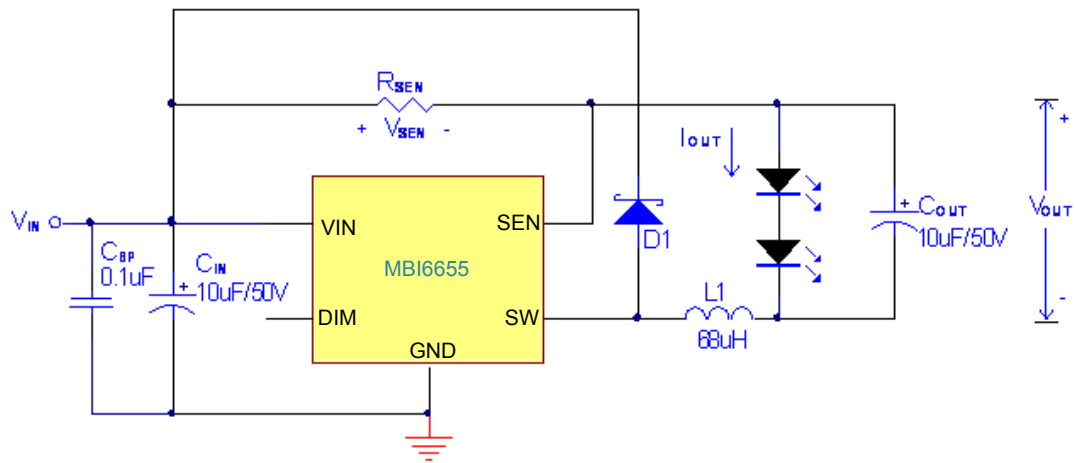 RSEN
+ VSEN -
IOUT
VIN
VIN
SEN
D1
+
COUT
10uF/50V
+
VOUT
-
CBP
0.1uF
CIN
+
10uF/50V
MBI6655
DIM
SW
GND
L1
68uH